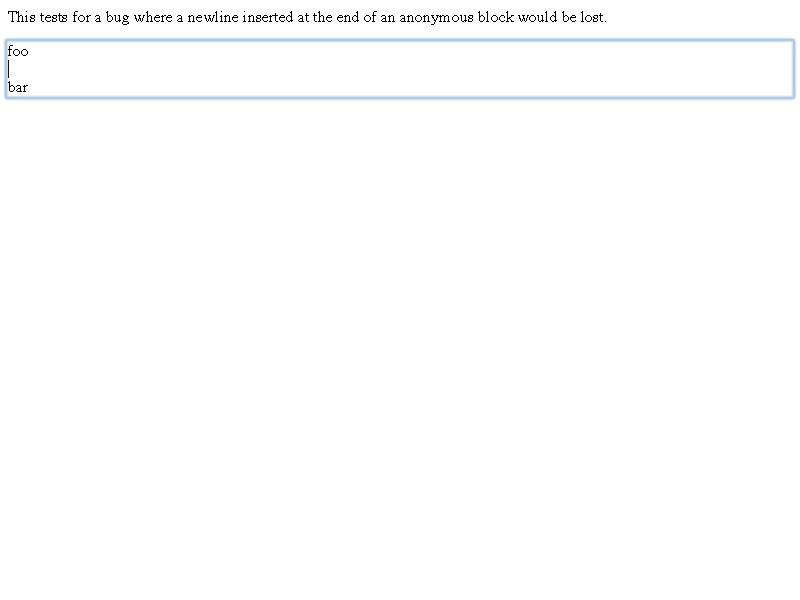 This tests for a bug where a newline inserted at the end of an anonymous block would be lost.
foo
bar